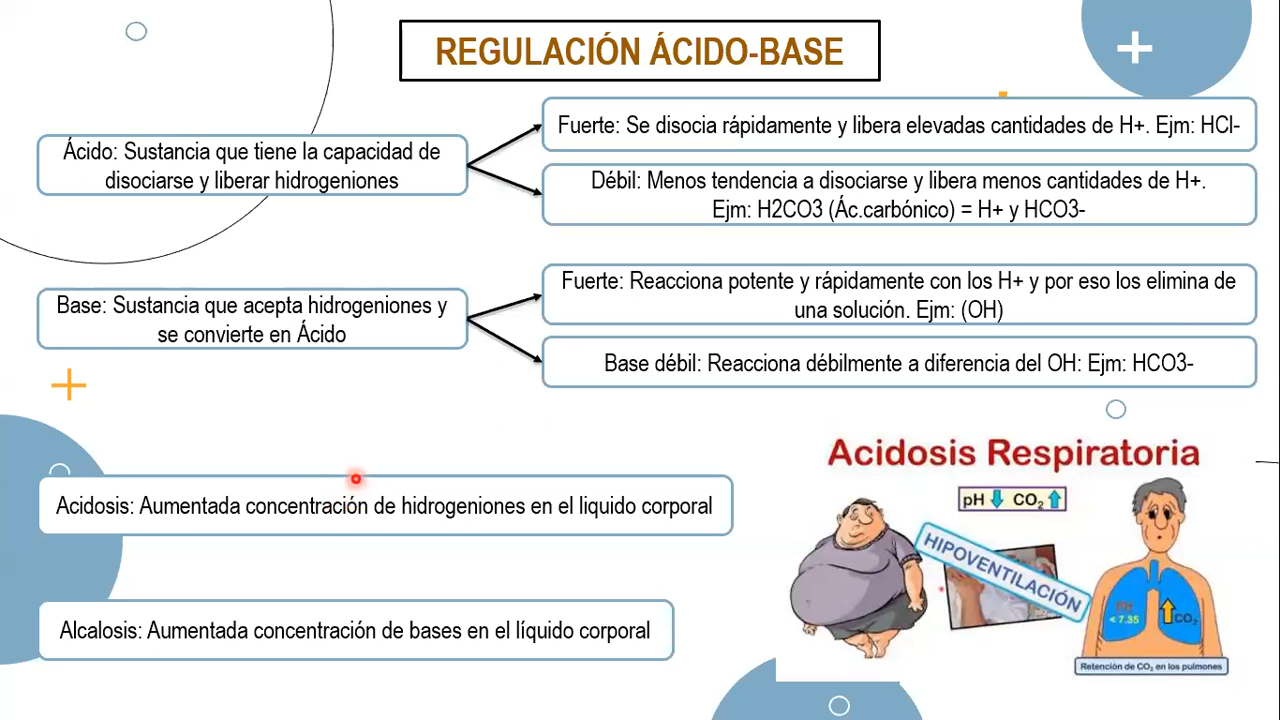 REGULACIÓN ÁCIDO-BASE
Ácido: Sustancia que tiene la capacidad de
disociarse y liberar hidrogeniones
Fuerte: Se disocia rápidamente y libera elevadas cantidades de H+. Ejm: HCl-
Débil: Menos tendencia a disociarse y libera menos cantidades de H+.
Ejm: H2CO3 (Ác.carbónico) = H+ y HCO3-
Base: Sustancia que acepta hidrogeniones y
se convierte en Ácido
Fuerte: Reacciona potente y rápidamente con los H+ y por eso los elimina de
una solución. Ejm: (OH)
Base débil: Reacciona débilmente a diferencia del OH: Ejm: HCO3-
Acidosis: Aumentada concentración de hidrogeniones en el liquido corporal
Alcalosis: Aumentada concentración de bases en el líquido corporal
Acidosis Respiratoria
pH CO₂
HIPOVENTILACIÓN
PH
< 7.35
CO₂
Retención de CO₂ en los pulmones